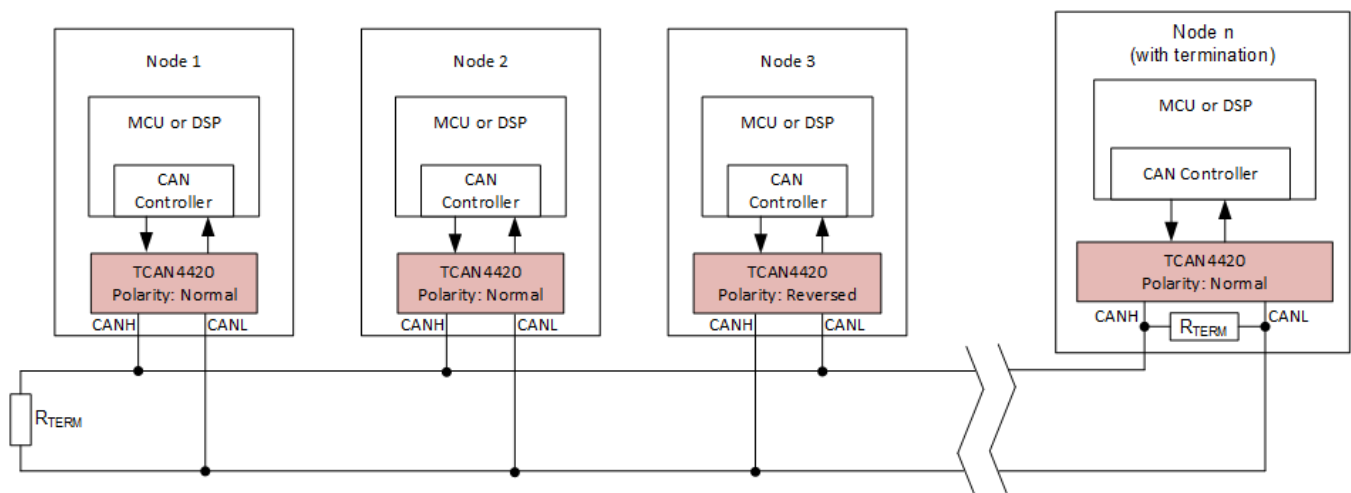 Node 1
MCU or DSP
CAN
Controller
TCAN4420
Polarity: Normal
CANH
CANL
Node 2
MCU or DSP
CAN
Controller
TCAN4420
Polarity: Normal
CANH
CANL
Node 3
MCU or DSP
CAN
Controller
TCAN4420
Polarity: Reversed
CANH
CANL
Node n
(with termination)
MCU or DSP
CAN Controller
TCAN4420
Polarity: Normal
CANH
RTERM
CANL
RTERM